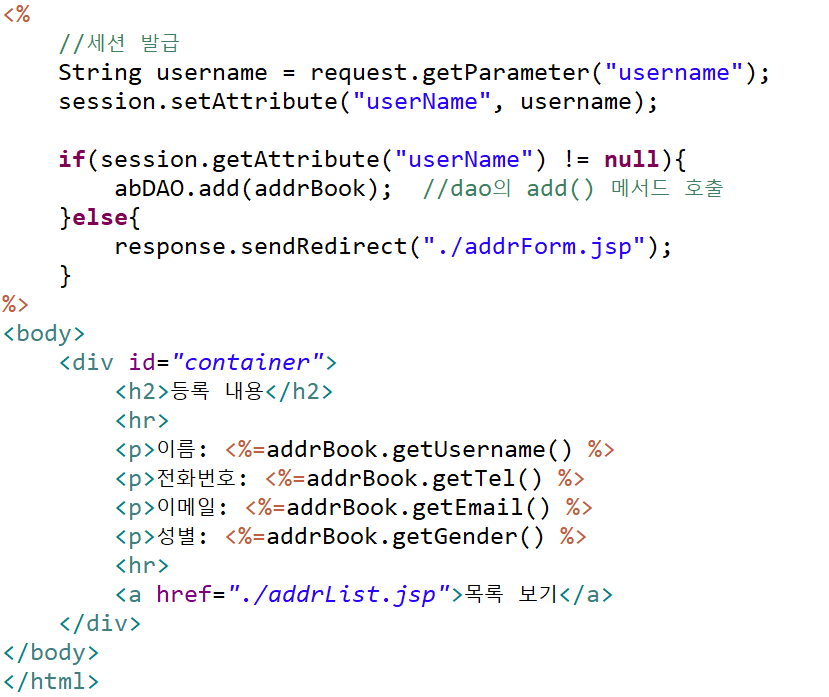 <%
//세션 발급
String username = request.getParameter("username");
session.setAttribute("userName", username);
if(session.getAttribute("userName") != null){
abDAO.add(addrBook); //dao의 add() 메서드 호출
}else{
response.sendRedirect("./addrForm.jsp");
}
%>
<body>
<div id="container">
<h2>등록 내용</h2>
<hr>
<p>이름: <%=addrBook.getUsername() %>
<p>전화번호: <%=addrBook.getTel() %>
<p>이메일: <%=addrBook.getEmail() %>
<p>성별: <%=addrBook.getGender() %>
<hr>
<a href="./addrList.jsp">목록 보기</a>
</div>
</body>
</html>